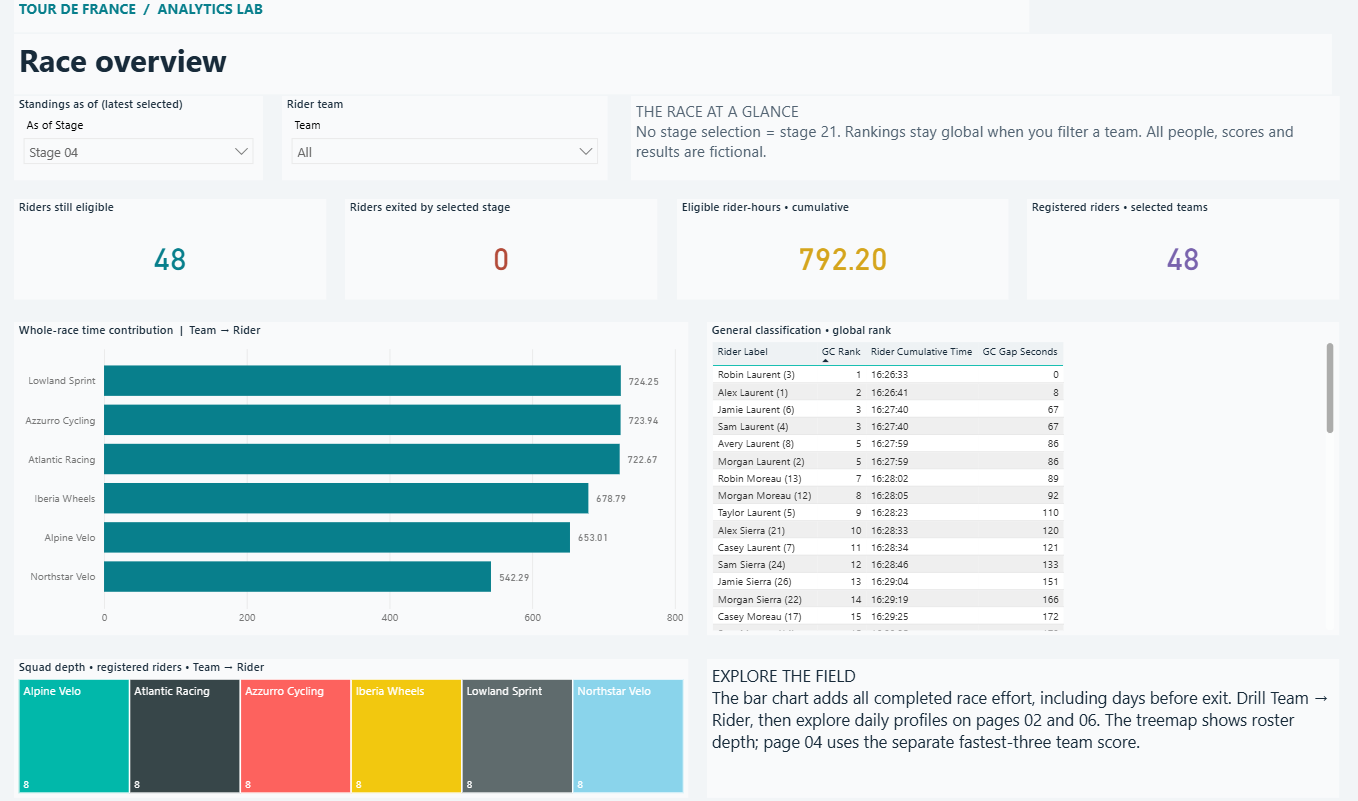 TOUR DE FRANCE / ANALYTICS LAB
Race overview
Standings as of (latest selected)
As of Stage
Stage 04
Rider team
Team
All
THE RACE AT A GLANCE
No stage selection = stage 21. Rankings stay global when you filter a team. All people, scores and
results are fictional.
Riders still eligible
48
Riders exited by selected stage
0
Eligible rider-hours • cumulative
792.20
Registered riders • selected teams
48
Whole-race time contribution | Team → Rider
Lowland Sprint 724.25
Azzurro Cycling 723.94
Atlantic Racing 722.67
Iberia Wheels 678.79
Alpine Velo 653.01
Northstar Velo 542.29
0 200 400 600 800
General classification • global rank
Rider Label GC Rank Rider Cumulative Time GC Gap Seconds
Robin Laurent (3) 1 16:26:33 0
Alex Laurent (1) 2 16:26:41 8
Jamie Laurent (6) 3 16:27:40 67
Sam Laurent (4) 3 16:27:40 67
Avery Laurent (8) 5 16:27:59 86
Morgan Laurent (2) 5 16:27:59 86
Robin Moreau (13) 7 16:28:02 89
Morgan Moreau (12) 8 16:28:05 92
Taylor Laurent (5) 9 16:28:23 110
Alex Sierra (21) 10 16:28:33 120
Casey Laurent (7) 11 16:28:34 121
Sam Sierra (24) 12 16:28:46 133
Jamie Sierra (26) 13 16:29:04 151
Morgan Sierra (22) 14 16:29:19 166
Casey Moreau (17) 15 16:29:25 172
Squad depth • registered riders • Team → Rider
Alpine Velo Atlantic Racing Azzurro Cycling Iberia Wheels Lowland Sprint Northstar Velo
8 8 8 8 8 8
EXPLORE THE FIELD
The bar chart adds all completed race effort, including days before exit. Drill Team →
Rider, then explore daily profiles on pages 02 and 06. The treemap shows roster
depth; page 04 uses the separate fastest-three team score.